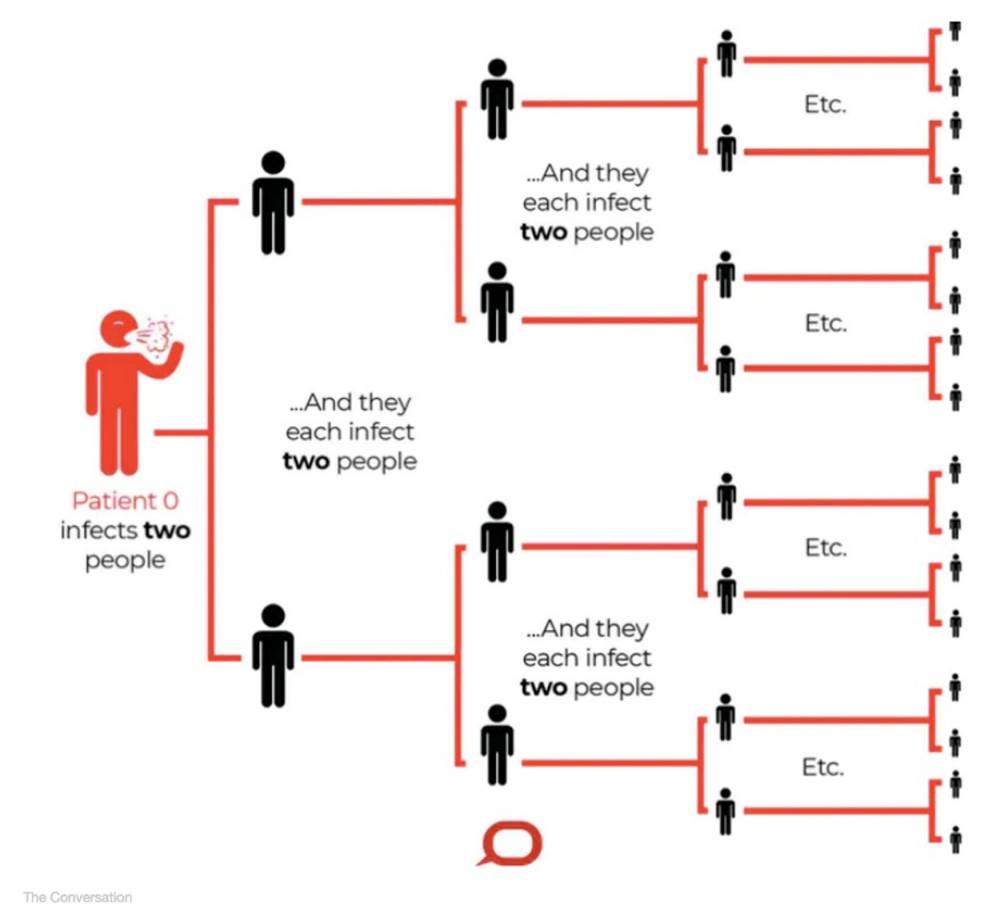 Patient 0
infects two
people
...And they
each infect
two people
...And they
each infect
two people
...And they
each infect
two people
Etc.
Etc.
Etc.
Etc.
The Conversation